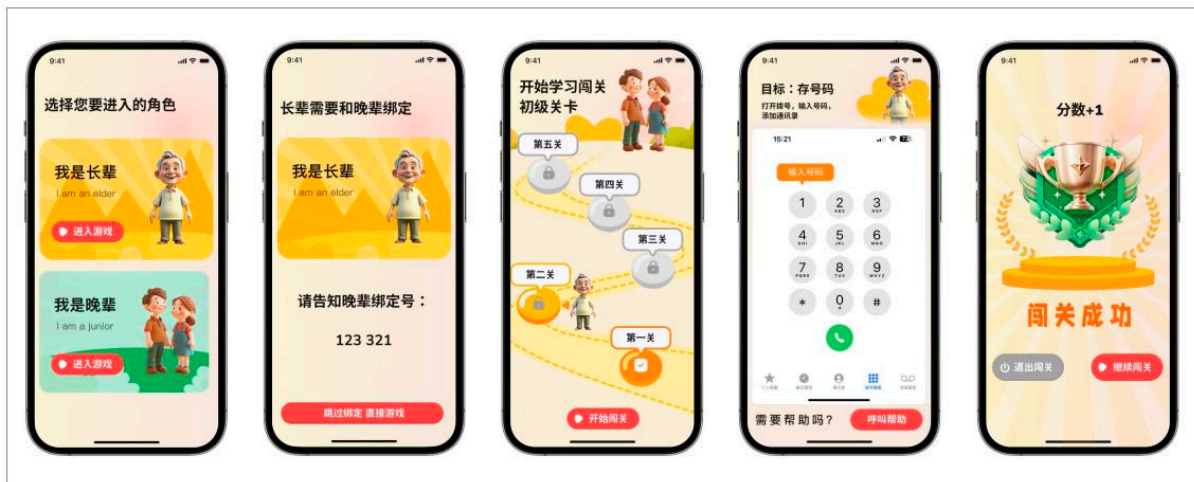 9:41
选择您要进入的角色
我是长辈
I am an elder
进入游戏
我是晚辈
I am a junior
进入游戏
9:41
长辈需要和晚辈绑定
我是长辈
I am an elder
请告知晚辈绑定号：
123 321
跳过绑定 直接游戏
9:41
开始学习闯关
初级关卡
第五关
第四关
第三关
第二关
第一关
开始闯关
9:41
目标：存号码
打开拨号，输入号码，
添加通讯录
15:21
输入号码
1 2 3
ABC DEF
4 5 6
GHI JKL MNO
7 8 9
PQRS TUV WXYZ
* 0 #
+
需要帮助吗？
呼叫帮助
9:41
分数+1
闯关成功
退出闯关
继续闯关